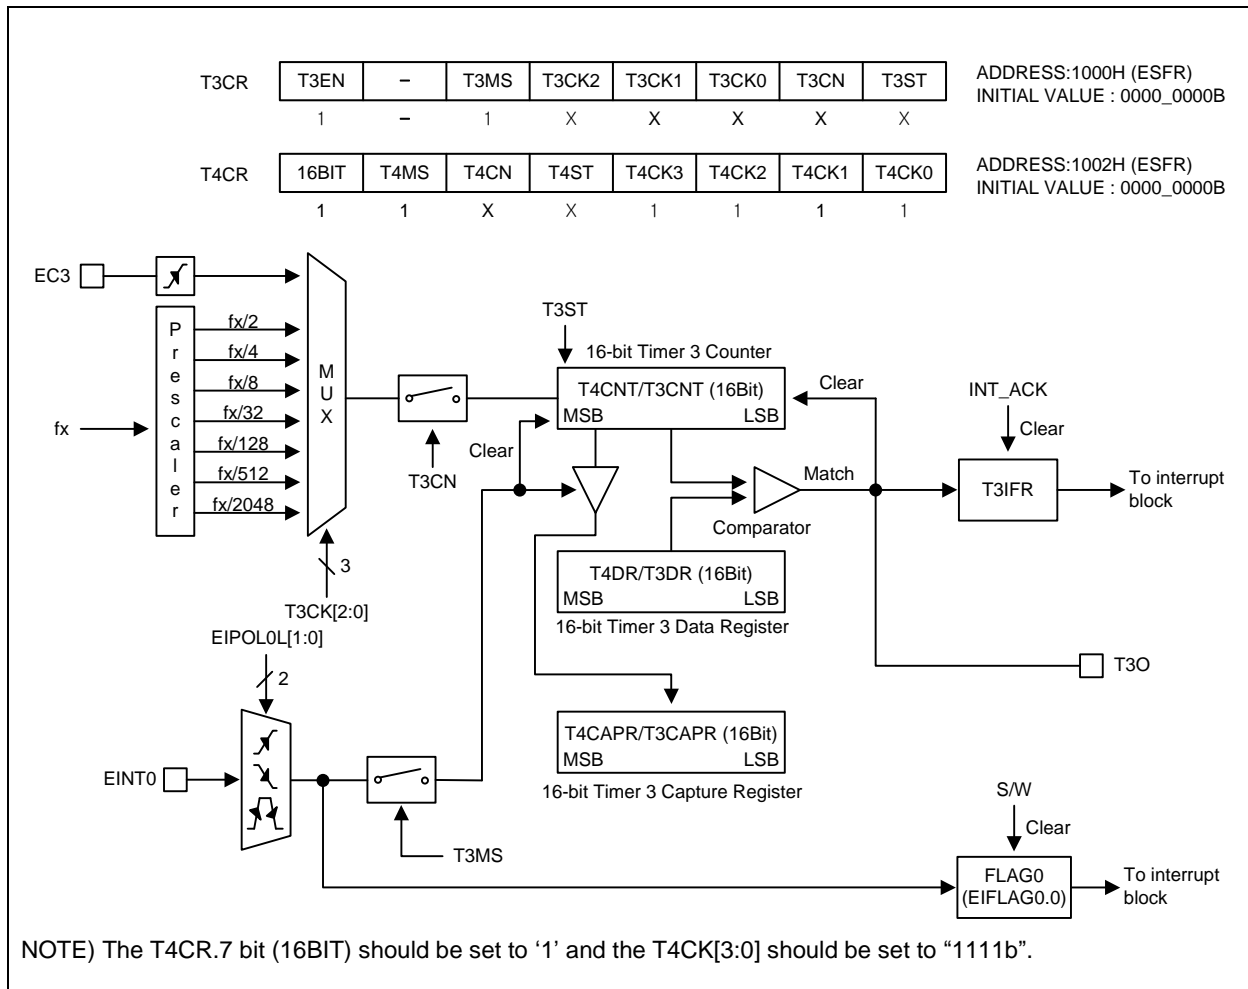 T3CR T3EN – T3MS T3CK2 T3CK1 T3CK0 T3CN T3ST
ADDRESS:1000H (ESFR)
INITIAL VALUE : 0000_0000B
1 – 1 X X X X X
T4CR 16BIT T4MS T4CN T4ST T4CK3 T4CK2 T4CK1 T4CK0
ADDRESS:1002H (ESFR)
INITIAL VALUE : 0000_0000B
1 1 X X 1 1 1 1
EC3
fx
Prescaler
fx/2
fx/4
fx/8
fx/32
fx/128
fx/512
fx/2048
MUX
3
T3CK[2:0]
T3CN
T3ST
16-bit Timer 3 Counter
T4CNT/T3CNT (16Bit)
MSB LSB
Clear
Clear
Comparator
Match
INT_ACK
Clear
T3IFR
To interrupt
block
T4DR/T3DR (16Bit)
MSB LSB
16-bit Timer 3 Data Register
T3O
EIPOL0L[1:0]
2
EINT0
T3MS
T4CAPR/T3CAPR (16Bit)
MSB LSB
16-bit Timer 3 Capture Register
S/W
Clear
FLAG0
(EIFLAG0.0)
To interrupt
block
NOTE) The T4CR.7 bit (16BIT) should be set to ‘1’ and the T4CK[3:0] should be set to “1111b”.